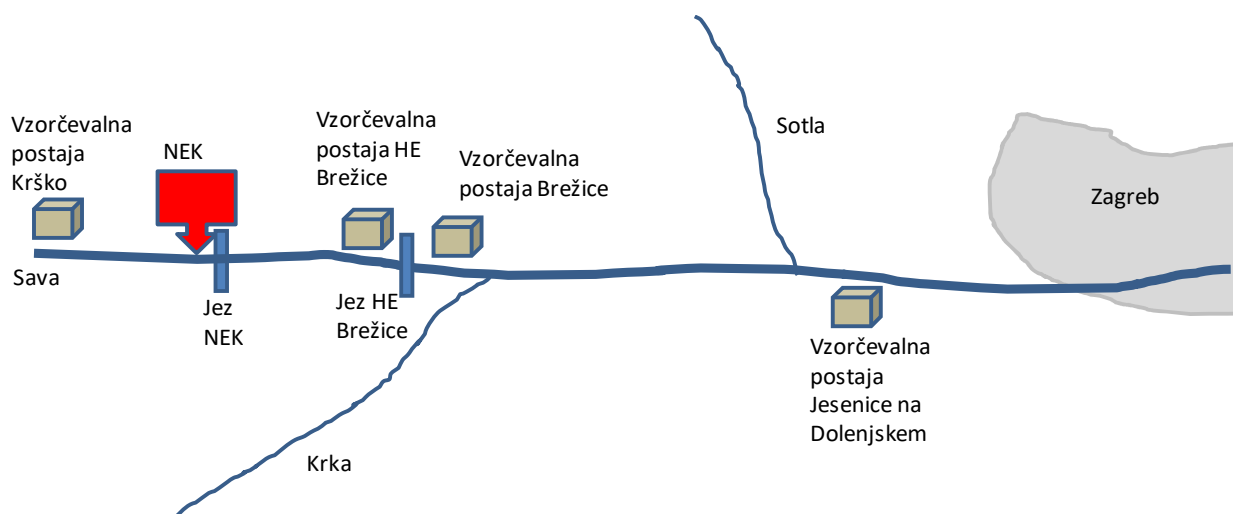 Vzorčevalna
postaja
Krško
NEK
Vzorčevalna
postaja HE
Brežice
Vzorčevalna
postaja Brežice
Sotla
Zagreb
Sava
Jez
NEK
Jez HE
Brežice
Vzorčevalna
postaja
Jesenice na
Dolenjskem
Krka